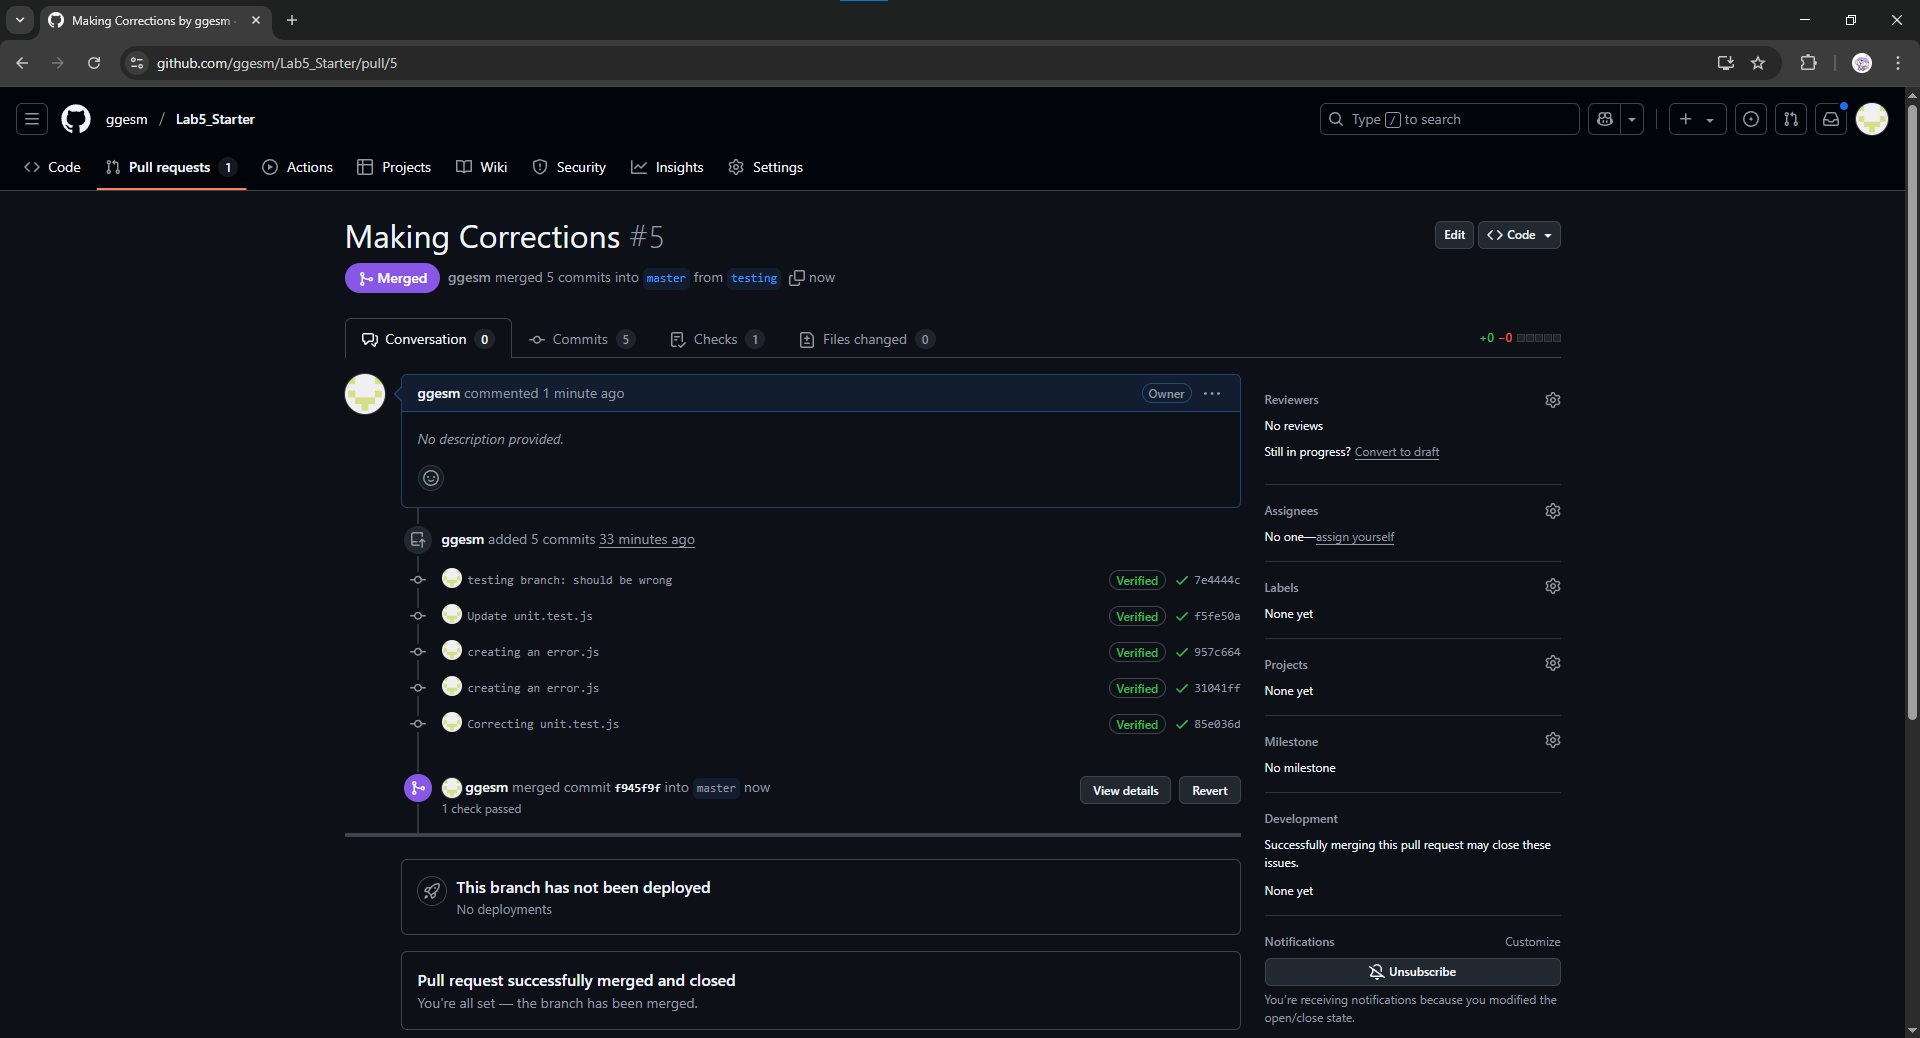 Making Corrections by ggesm
github.com/ggesm/Lab5_Starter/pull/5
ggesm / Lab5_Starter
Type / to search
Code
Pull requests 1
Actions
Projects
Wiki
Security
Insights
Settings
Making Corrections #5
Edit
Code
Merged ggesm merged 5 commits into master from testing now
Conversation 0
Commits 5
Checks 1
Files changed 0
+0 −0
ggesm commented 1 minute ago
Owner
No description provided.
ggesm added 5 commits 33 minutes ago
testing branch: should be wrong Verified 7e4444c
Update unit.test.js Verified f5fe50a
creating an error.js Verified 957c664
creating an error.js Verified 31041ff
Correcting unit.test.js Verified 85e036d
ggesm merged commit f945f9f into master now
1 check passed
View details
Revert
This branch has not been deployed
No deployments
Pull request successfully merged and closed
You're all set — the branch has been merged.
Reviewers
No reviews
Still in progress? Convert to draft
Assignees
No one—assign yourself
Labels
None yet
Projects
None yet
Milestone
No milestone
Development
Successfully merging this pull request may close these
issues.
None yet
Notifications
Customize
Unsubscribe
You're receiving notifications because you modified the
open/close state.